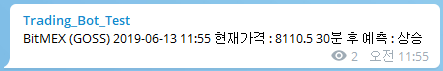 Trading_Bot_Test
BitMEX (GOSS) 2019-06-13 11:55 현재가격 : 8110.5 30분 후 예측 : 상승
2 오전 11:55